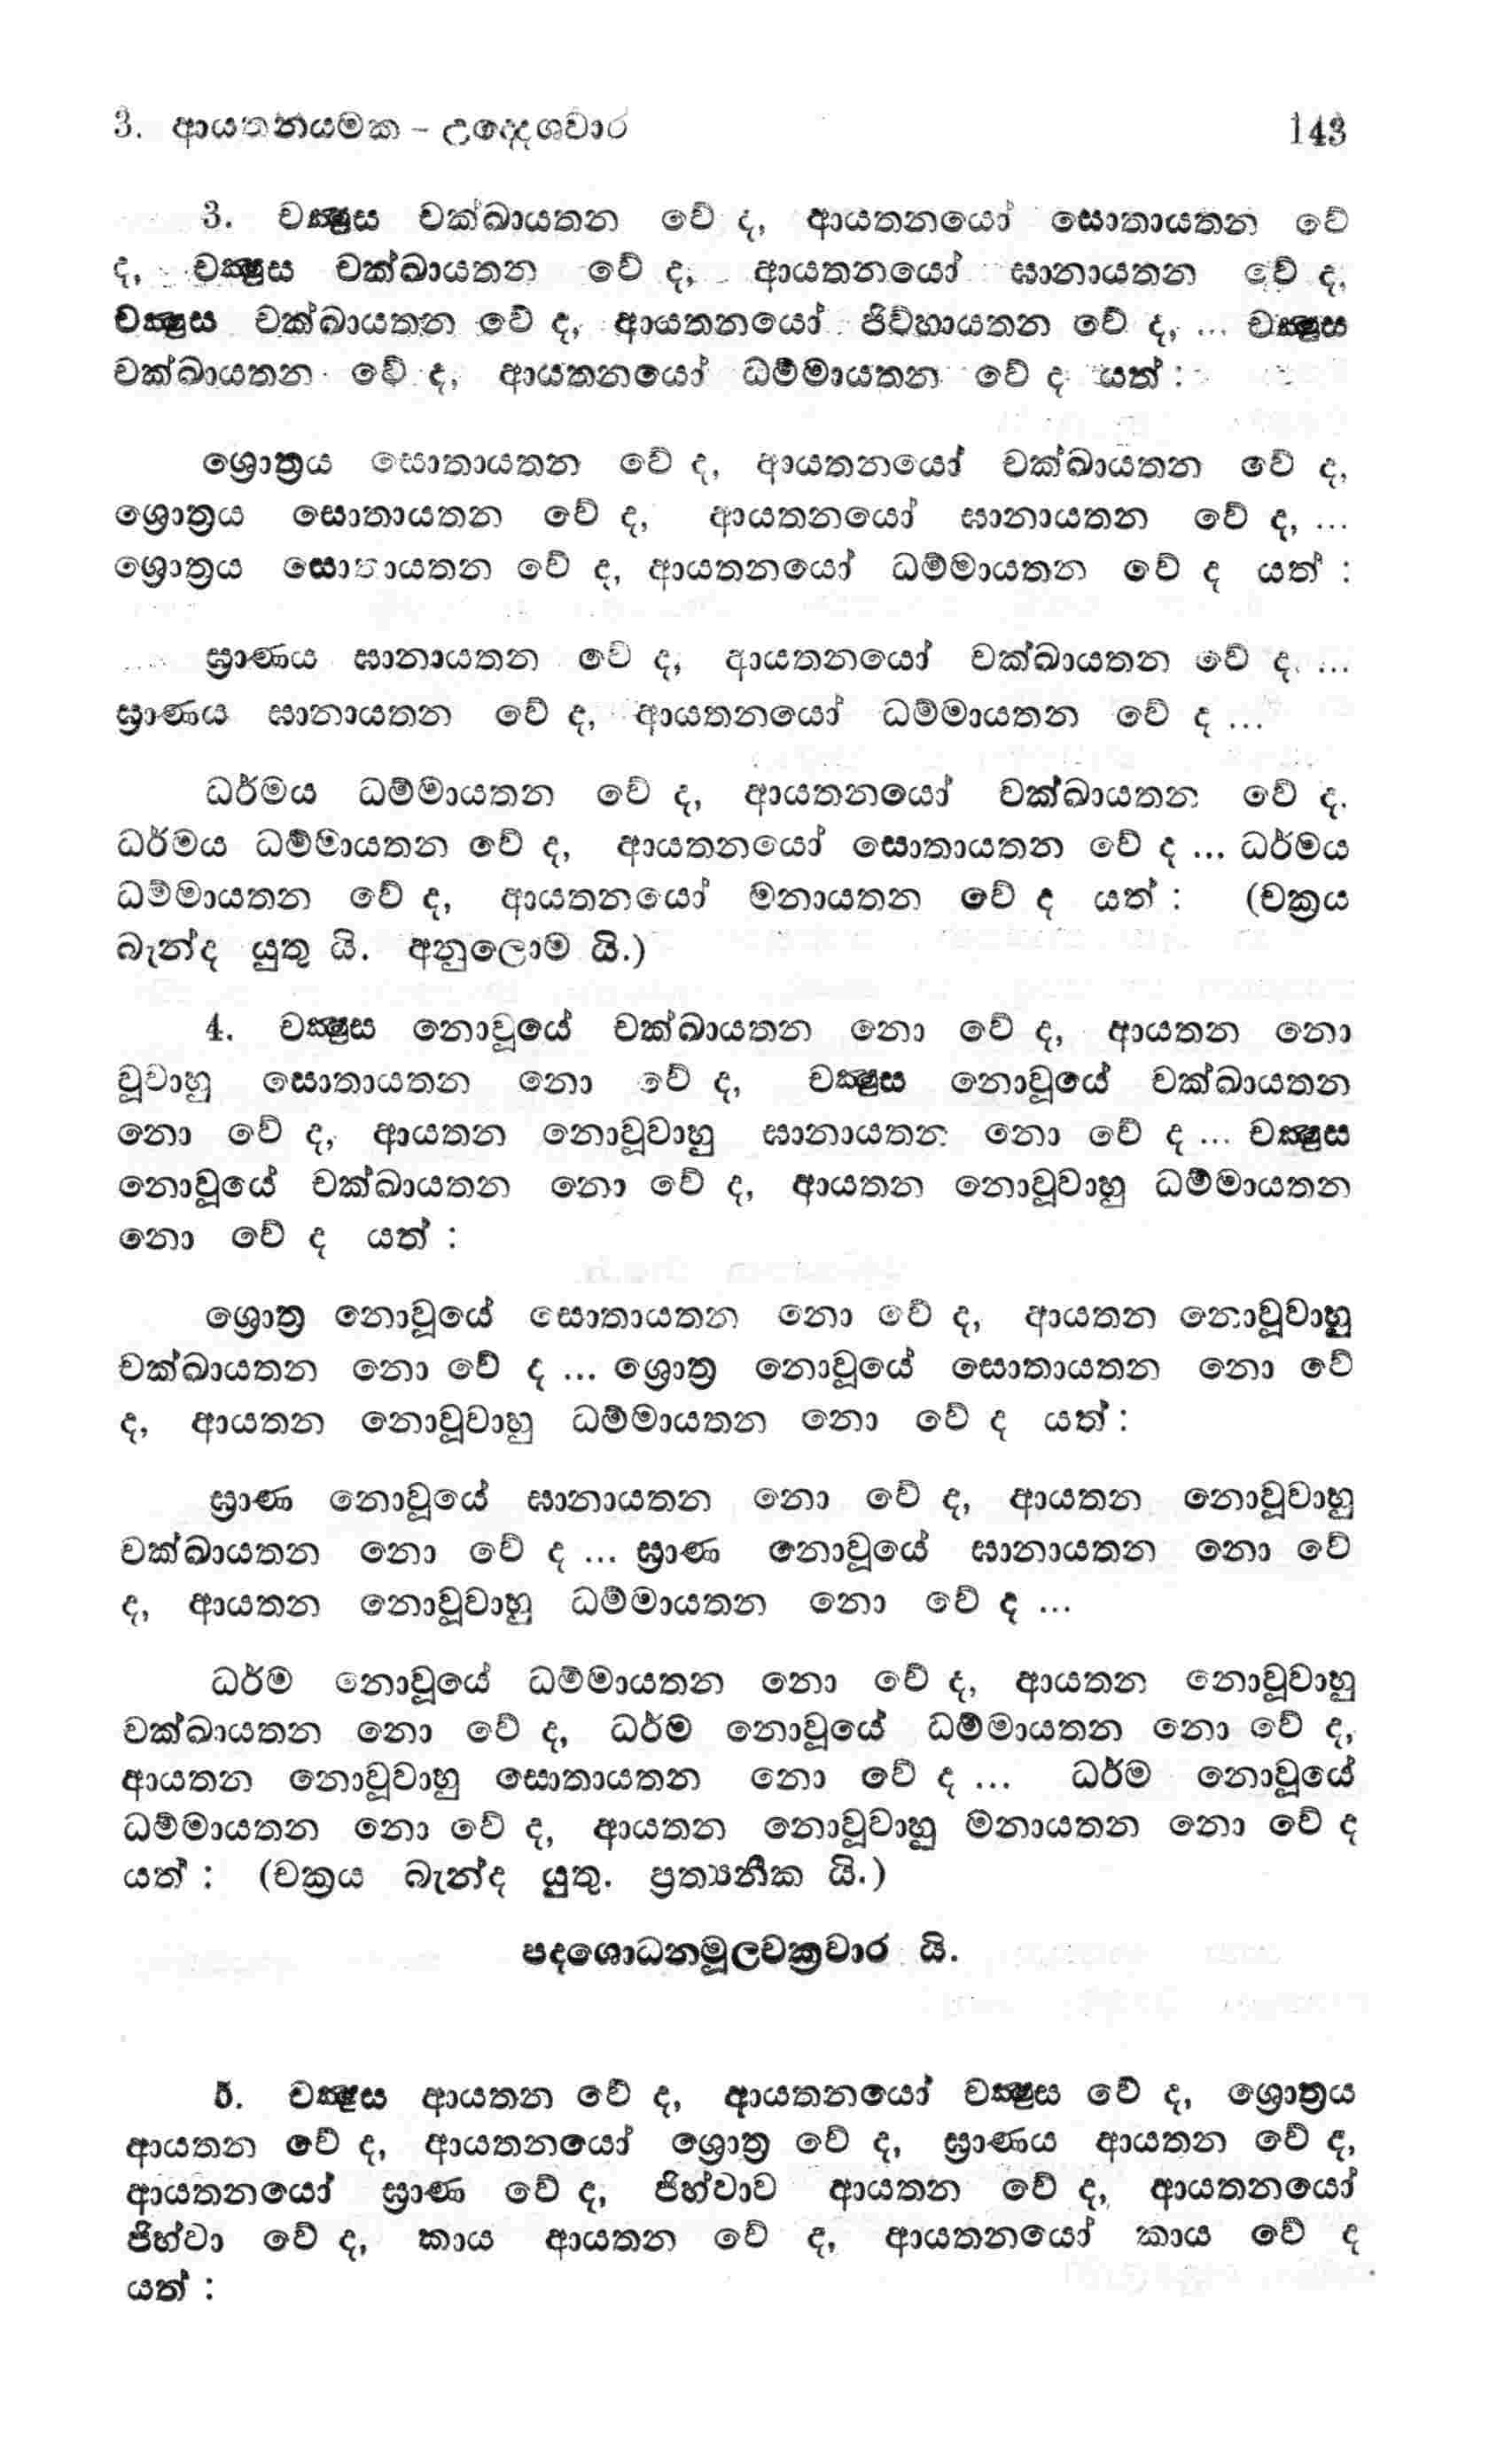 3. ආයතනයමක - උද්දෙශවාර 143
3. චක්ෂුස චක්ඛායතන වේ ද, ආයතනයෝ සොතායතන වේ
ද, චක්ෂුස චක්ඛායතන වේ ද, ආයතනයෝ ඝානායතන වේ ද,
චක්ෂුස චක්ඛායතන වේ ද, ආයතනයෝ ජිව්හායතන වේ ද, ... චක්ෂුස
චක්ඛායතන වේ ද, ආයතනයෝ ධම්මායතන වේ ද යත් :
ශ්‍රොත්‍රය සොතායතන වේ ද, ආයතනයෝ චක්ඛායතන වේ ද,
ශ්‍රොත්‍රය සොතායතන වේ ද, ආයතනයෝ ඝානායතන වේ ද, ...
ශ්‍රොත්‍රය සොතායතන වේ ද, ආයතනයෝ ධම්මායතන වේ ද යත් :
ඝ්‍රාණය ඝානායතන වේ ද, ආයතනයෝ චක්ඛායතන වේ ද. ...
ඝ්‍රාණය ඝානායතන වේ ද, ආයතනයෝ ධම්මායතන වේ ද ...
ධර්මය ධම්මායතන වේ ද, ආයතනයෝ චක්ඛායතන වේ ද.
ධර්මය ධම්මායතන වේ ද, ආයතනයෝ සොතායතන වේ ද ... ධර්මය
ධම්මායතන වේ ද, ආයතනයෝ මනායතන වේ ද යත් : (චක්‍රය
බැන්ද යුතු යි. අනුලොම යි.)
4. චක්ෂුස නොවූයේ චක්ඛායතන නො වේ ද, ආයතන නො
වූවාහු සොතායතන නො වේ ද, චක්ෂුස නොවූයේ චක්ඛායතන
නො වේ ද, ආයතන නොවූවාහු ඝානායතන නො වේ ද ... චක්ෂුස
නොවූයේ චක්ඛායතන නො වේ ද, ආයතන නොවූවාහු ධම්මායතන
නො වේ ද යත් :
ශ්‍රොත්‍ර නොවූයේ සොතායතන නො වේ ද, ආයතන නොවූවාහු
චක්ඛායතන නො වේ ද ... ශ්‍රොත්‍ර නොවූයේ සොතායතන නො වේ
ද, ආයතන නොවූවාහු ධම්මායතන නො වේ ද යත් :
ඝ්‍රාණ නොවූයේ ඝානායතන නො වේ ද, ආයතන නොවූවාහු
චක්ඛායතන නො වේ ද ... ඝ්‍රාණ නොවූයේ ඝානායතන නො වේ
ද, ආයතන නොවූවාහු ධම්මායතන නො වේ ද ...
ධර්ම නොවූයේ ධම්මායතන නො වේ ද, ආයතන නොවූවාහු
චක්ඛායතන නො වේ ද, ධර්ම නොවූයේ ධම්මායතන නො වේ ද,
ආයතන නොවූවාහු සොතායතන නො වේ ද ... ධර්ම නොවූයේ
ධම්මායතන නො වේ ද, ආයතන නොවූවාහු මනායතන නො වේ ද
යත් : (චක්‍රය බැන්ද යුතු. ප්‍රත්‍යනීක යි.)
පදශොධනමූලචක්‍රවාර යි.
5. චක්ෂුස ආයතන වේ ද, ආයතනයෝ චක්ෂුස වේ ද, ශ්‍රොත්‍රය
ආයතන වේ ද, ආයතනයෝ ශ්‍රොත්‍ර වේ ද, ඝ්‍රාණය ආයතන වේ ද,
ආයතනයෝ ඝ්‍රාණ වේ ද, ජිහ්වාව ආයතන වේ ද, ආයතනයෝ
ජිහ්වා වේ ද, කාය ආයතන වේ ද, ආයතනයෝ කාය වේ ද
යත් :